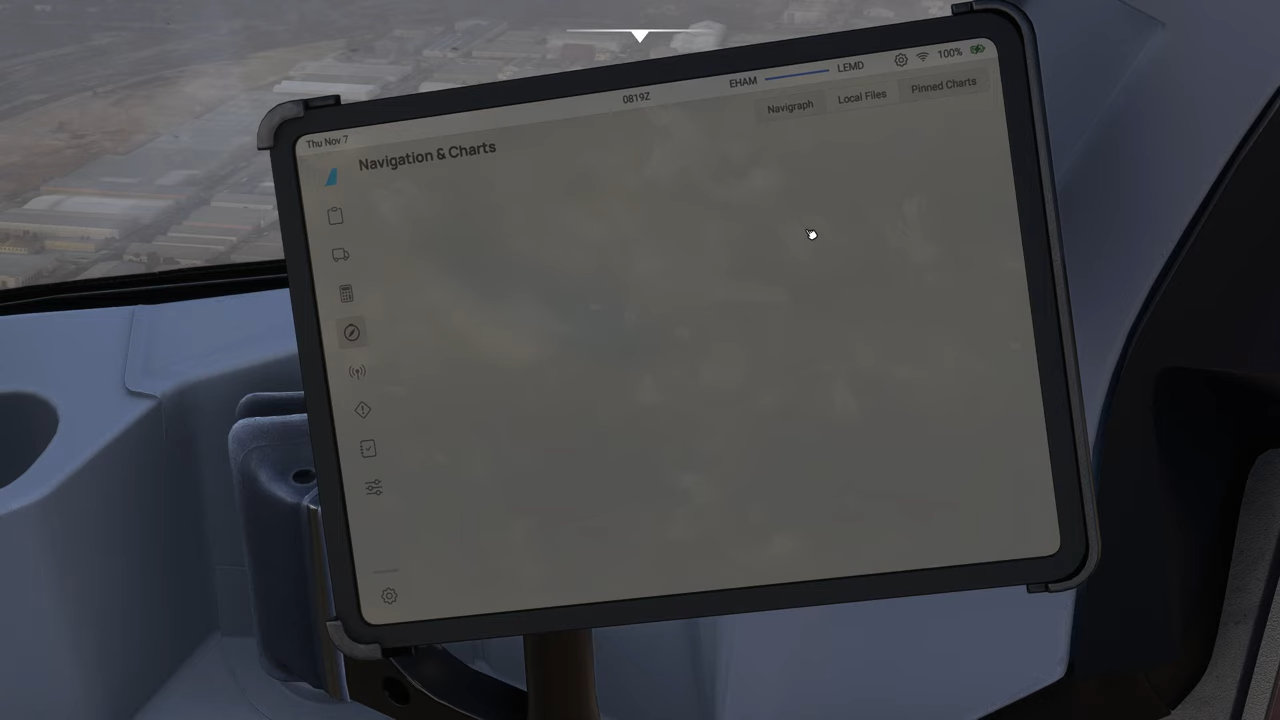 Thu Nov 7
0819Z
EHAM
LEMD
100%
Navigation & Charts
Navigraph
Local Files
Pinned Charts